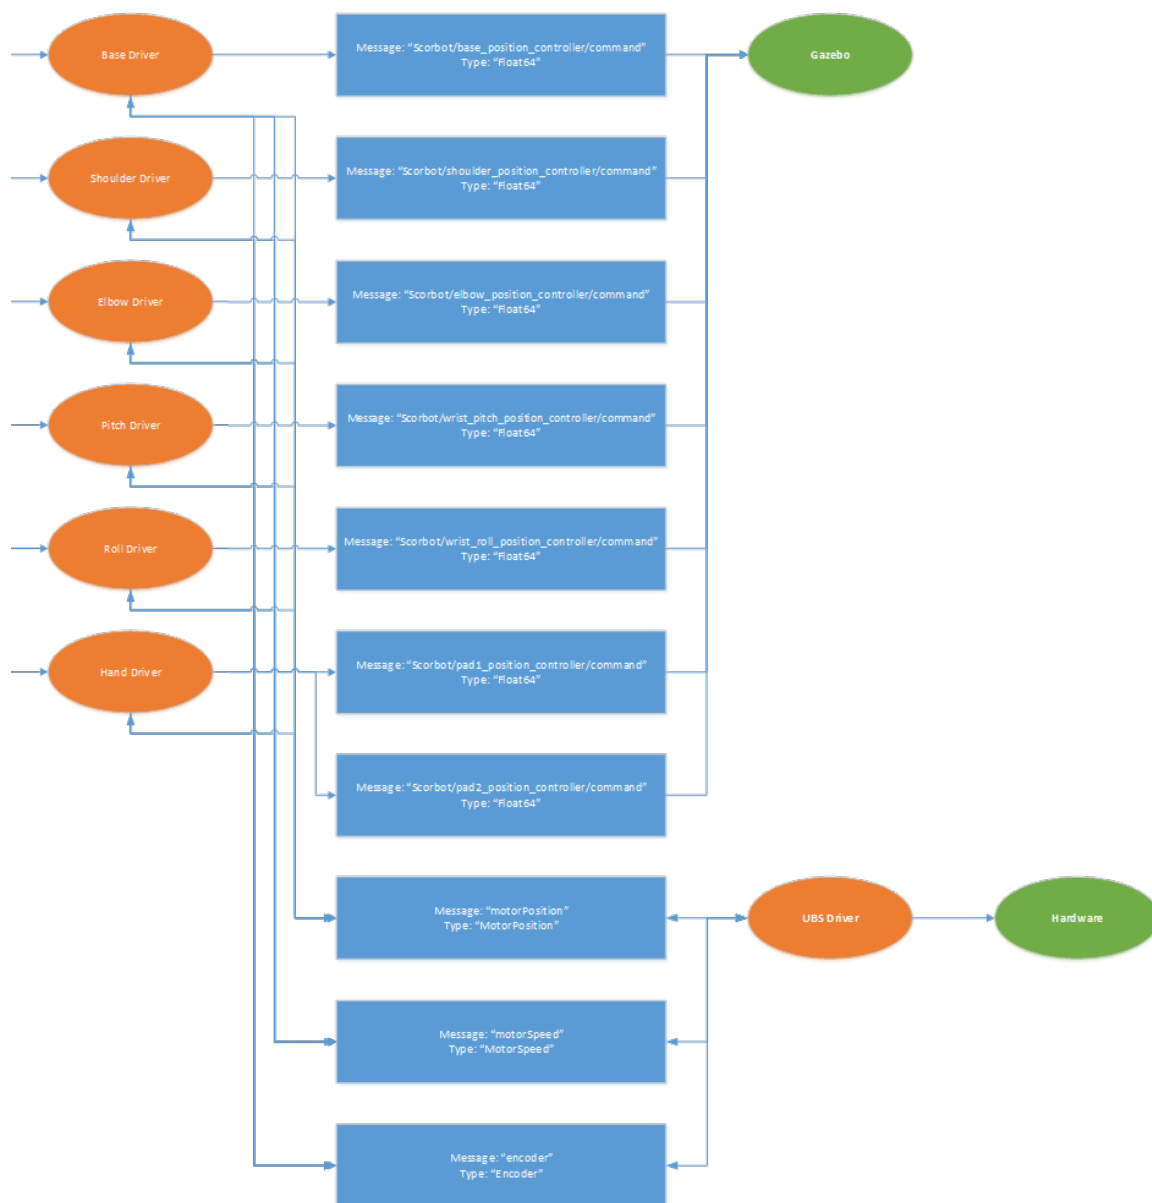 Base Driver
Message: “Scorbot/base_position_controller/command”
Type: “Float64”
Gazebo
Shoulder Driver
Message: “Scorbot/shoulder_position_controller/command”
Type: “Float64”
Elbow Driver
Message: “Scorbot/elbow_position_controller/command”
Type: “Float64”
Pitch Driver
Message: “Scorbot/wrist_pitch_position_controller/command”
Type: “Float64”
Roll Driver
Message: “Scorbot/wrist_roll_position_controller/command”
Type: “Float64”
Hand Driver
Message: “Scorbot/pad1_position_controller/command”
Type: “Float64”
Message: “Scorbot/pad2_position_controller/command”
Type: “Float64”
Message: “motorPosition”
Type: “MotorPosition”
UBS Driver
Hardware
Message: “motorSpeed”
Type: “MotorSpeed”
Message: “encoder”
Type: “Encoder”